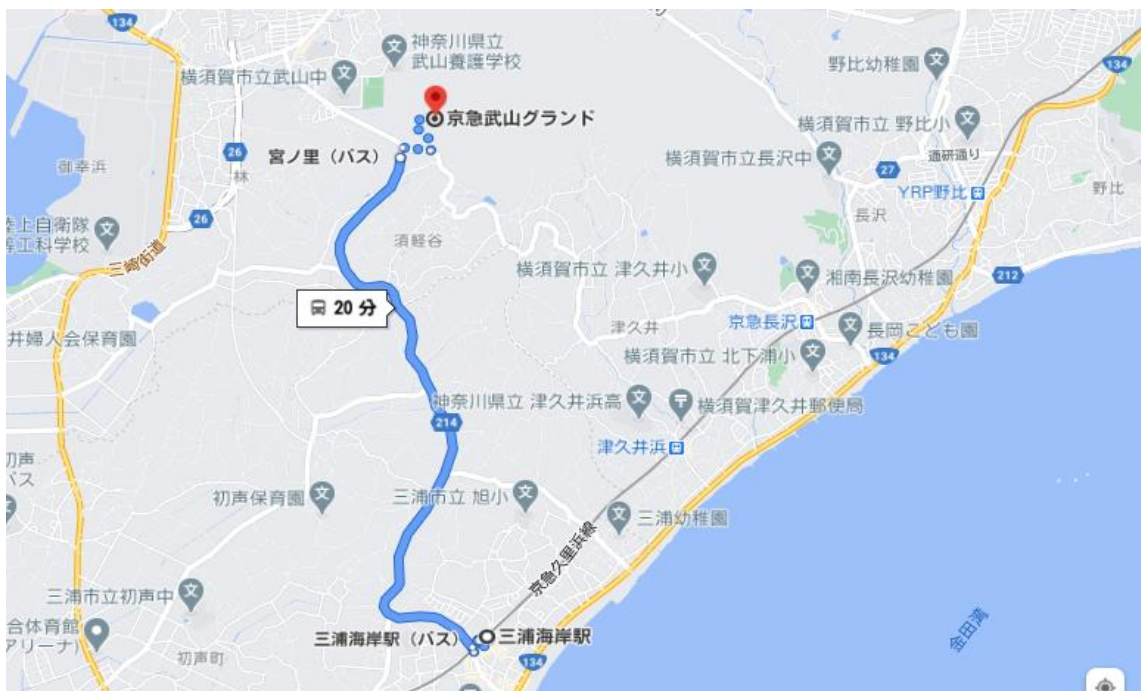 134
神奈川県立
武山養護学校
横須賀市立武山中
京急武山グランド
野比幼稚園
134
横須賀市立 野比小
宮ノ里（バス）
26
林
御幸浜
横須賀市立長沢中
通研通り
27
YRP野比
野比
長沢
26
陸上自衛隊
等工科学校
三崎街道
須軽谷
横須賀市立 津久井小
湘南長沢幼稚園
212
20 分
井婦人会保育園
津久井
京急長沢
長岡こども園
横須賀市立 北下浦小
134
神奈川県立 津久井浜高
横須賀津久井郵便局
214
津久井浜
初声
バス
初声保育園
三浦市立 旭小
三浦幼稚園
京急久里浜線
三浦市立初声中
合体育館
アリーナ)
初声町
三浦海岸駅（バス）
三浦海岸駅
134
金田湾